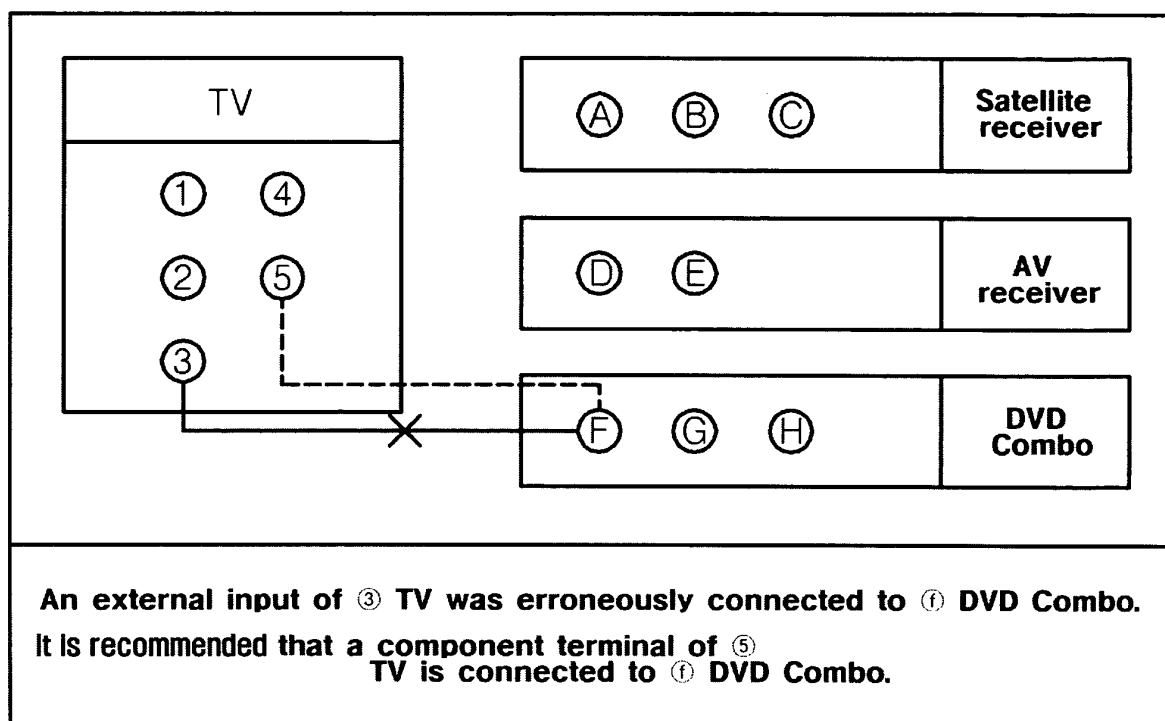 TV
① ④
② ⑤
③
Ⓐ Ⓑ Ⓒ
Satellite
receiver
Ⓓ Ⓔ
AV
receiver
Ⓕ Ⓖ Ⓗ
DVD
Combo
An external input of ③ TV was erroneously connected to ⓕ DVD Combo.
It is recommended that a component terminal of ⑤
TV is connected to ⓕ DVD Combo.